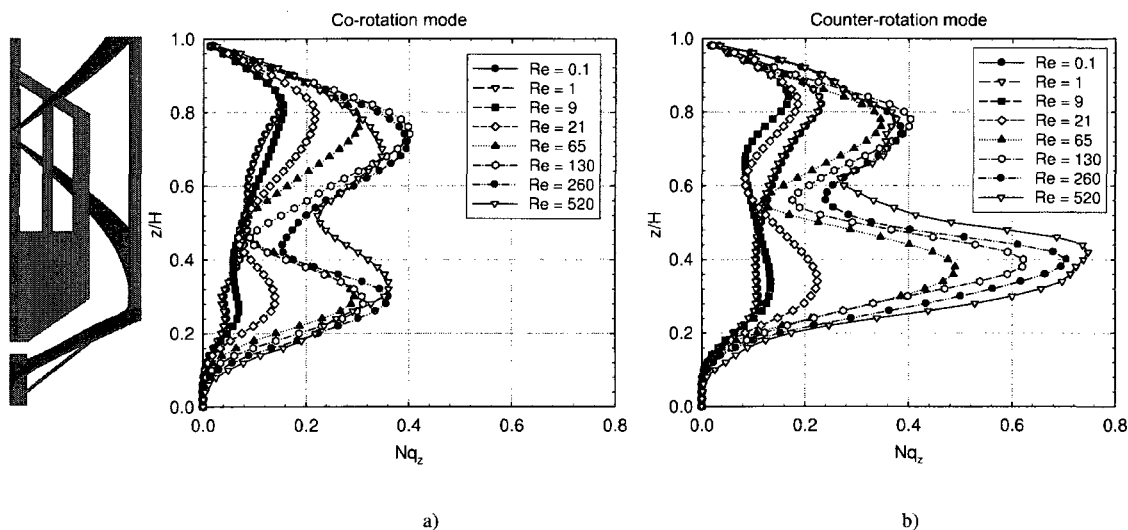 Co-rotation mode
1.0
0.8
0.6
0.4
0.2
0.0
z/H
0.0 0.2 0.4 0.6 0.8
Nq_z
Re = 0.1
Re = 1
Re = 9
Re = 21
Re = 65
Re = 130
Re = 260
Re = 520
a)
Counter-rotation mode
1.0
0.8
0.6
0.4
0.2
0.0
z/H
0.0 0.2 0.4 0.6 0.8
Nq_z
Re = 0.1
Re = 1
Re = 9
Re = 21
Re = 65
Re = 130
Re = 260
Re = 520
b)